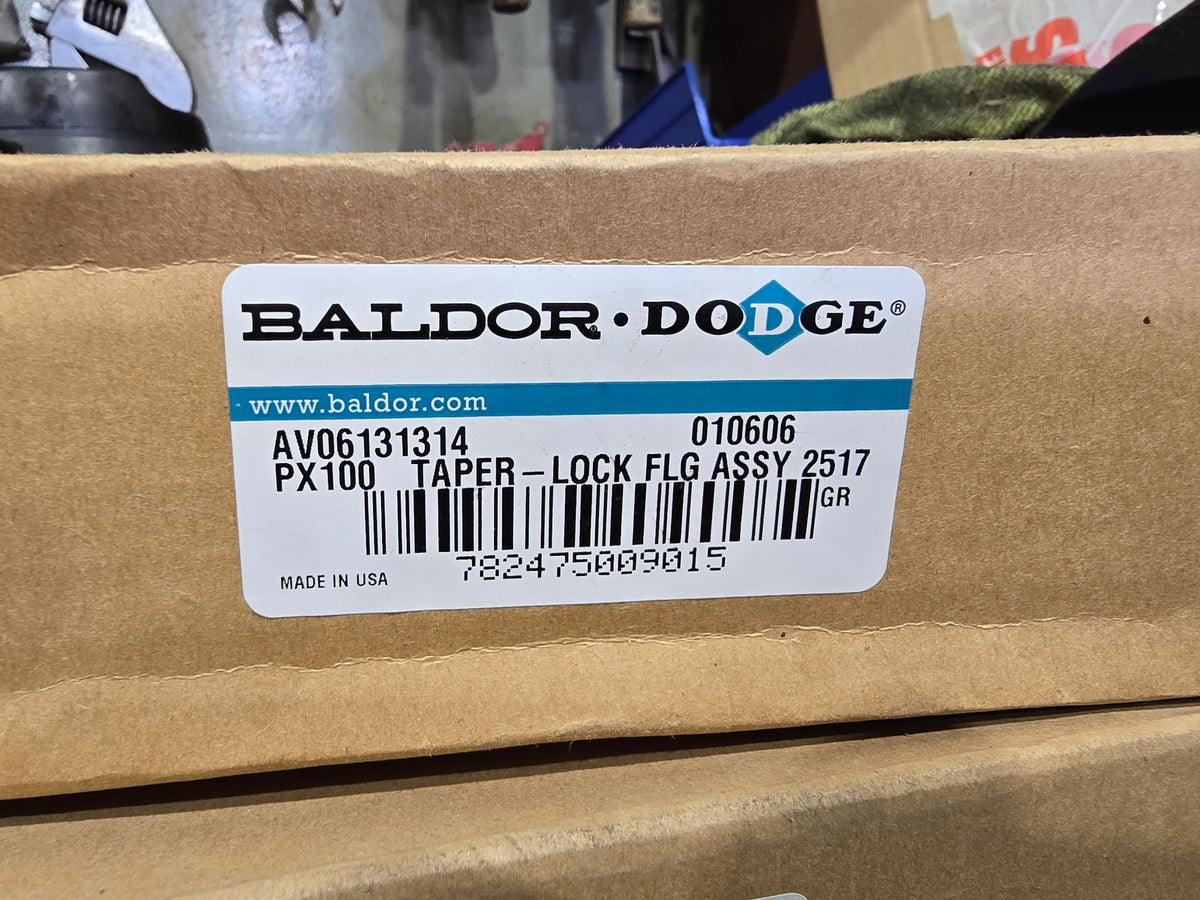 BALDOR® • DODGE®
www.baldor.com
AV06131314 010606
PX100 TAPER-LOCK FLG ASSY 2517
GR
782475009015
MADE IN USA